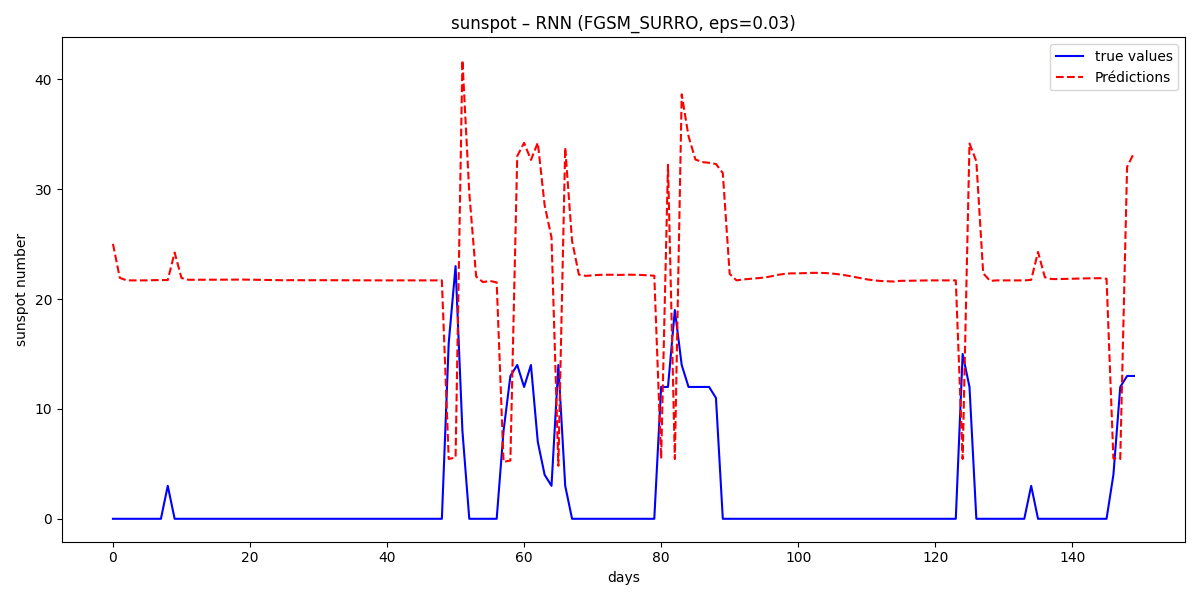 sunspot – RNN (FGSM_SURRO, eps=0.03)
true values
Prédictions
sunspot number
40
30
20
10
0
0 20 40 60 80 100 120 140
days